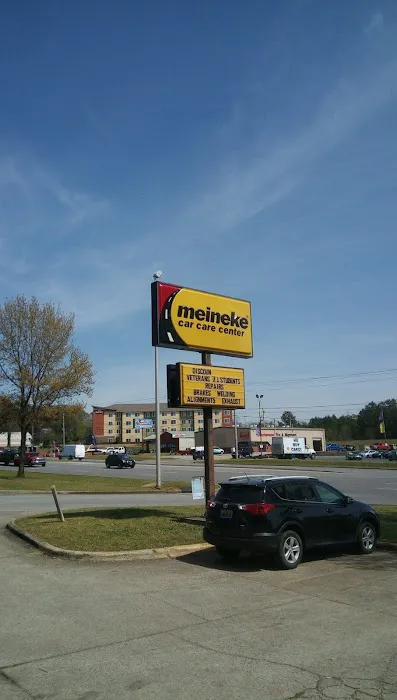 meineke
car care center
DISCOUN
VETERANS
STUDENTS
REPAIRS
BRAKES WELDING
ALIGNMENTS EXHAUST